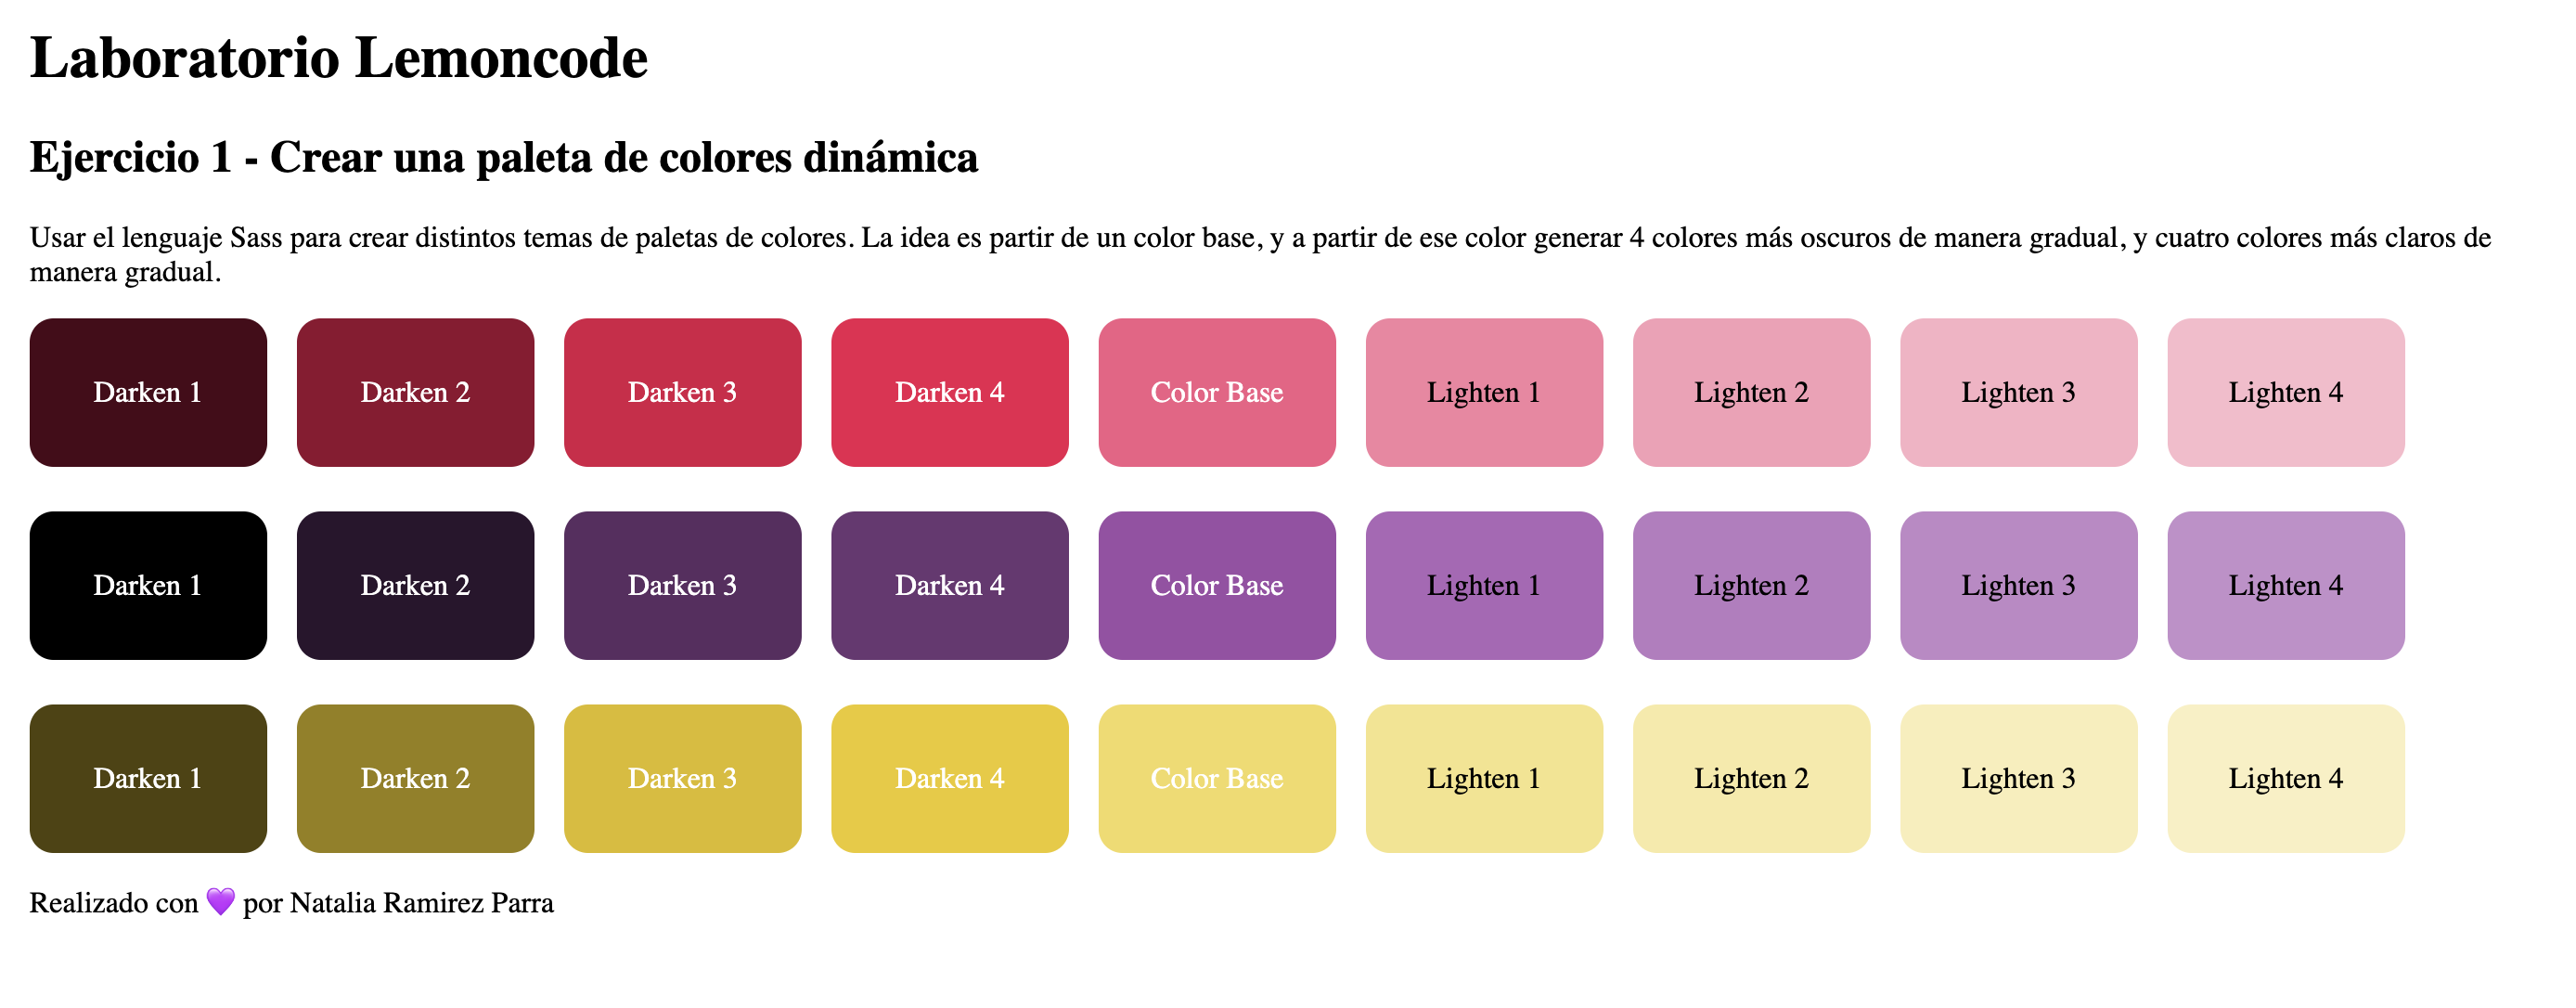 Laboratorio Lemoncode
Ejercicio 1 - Crear una paleta de colores dinámica
Usar el lenguaje Sass para crear distintos temas de paletas de colores. La idea es partir de un color base, y a partir de ese color generar 4 colores más oscuros de manera gradual, y cuatro colores más claros de
manera gradual.
Darken 1 Darken 2 Darken 3 Darken 4 Color Base Lighten 1 Lighten 2 Lighten 3 Lighten 4
Darken 1 Darken 2 Darken 3 Darken 4 Color Base Lighten 1 Lighten 2 Lighten 3 Lighten 4
Darken 1 Darken 2 Darken 3 Darken 4 Color Base Lighten 1 Lighten 2 Lighten 3 Lighten 4
Realizado con 💜 por Natalia Ramirez Parra